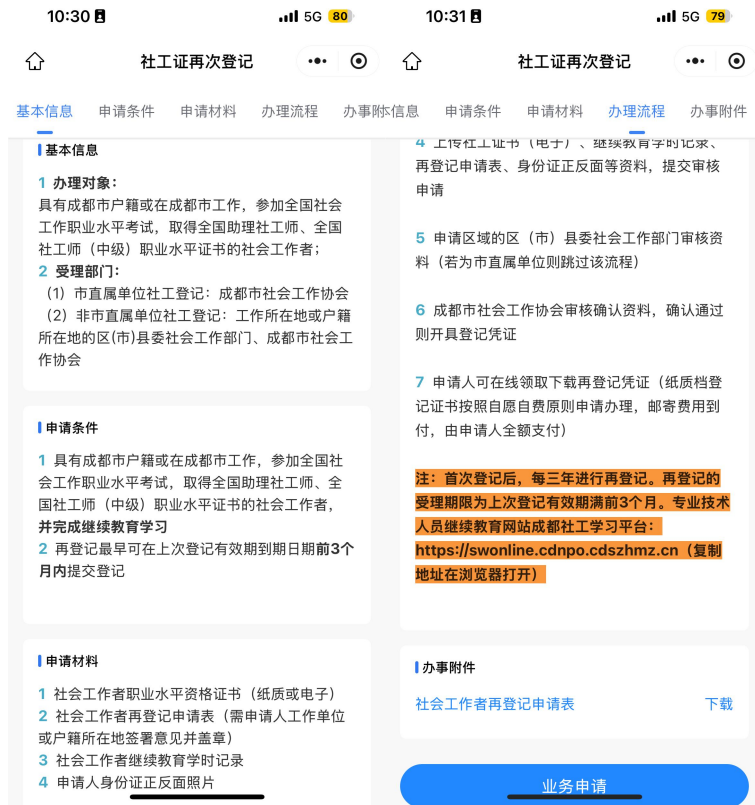 10:30
5G 80
社工证再次登记
基本信息 申请条件 申请材料 办理流程 办事附
基本信息
1 办理对象：
具有成都市户籍或在成都市工作，参加全国社会
工作职业水平考试，取得全国助理社工师、全国
社工师（中级）职业水平证书的社会工作者；
2 受理部门：
（1）市直属单位社工登记：成都市社会工作协会
（2）非市直属单位社工登记：工作所在地或户籍
所在地的区(市)县委社会工作部门、成都市社会工
作协会
申请条件
1 具有成都市户籍或在成都市工作，参加全国社
会工作职业水平考试，取得全国助理社工师、全
国社工师（中级）职业水平证书的社会工作者，
并完成继续教育学习
2 再登记最早可在上次登记有效期到期日期前3个
月内提交登记
申请材料
1 社会工作者职业水平资格证书（纸质或电子）
2 社会工作者再登记申请表（需申请人工作单位
或户籍所在地签署意见并盖章）
3 社会工作者继续教育学时记录
4 申请人身份证正反面照片
10:31
5G 79
社工证再次登记
信息 申请条件 申请材料 办理流程 办事附件
4 上传社工证书（电子）、继续教育学时记录、
再登记申请表、身份证正反面等资料，提交审核
申请
5 申请区域的区（市）县委社会工作部门审核资
料（若为市直属单位则跳过该流程）
6 成都市社会工作协会审核确认资料，确认通过
则开具登记凭证
7 申请人可在线领取下载再登记凭证（纸质档登
记证书按照自愿自费原则申请办理，邮寄费用到
付，由申请人全额支付）
注：首次登记后，每三年进行再登记。再登记的
受理期限为上次登记有效期满前3个月。专业技术
人员继续教育网站成都社工学习平台：
https://swonline.cdnpo.cdszhmz.cn（复制
地址在浏览器打开）
办事附件
社会工作者再登记申请表 下载
业务申请